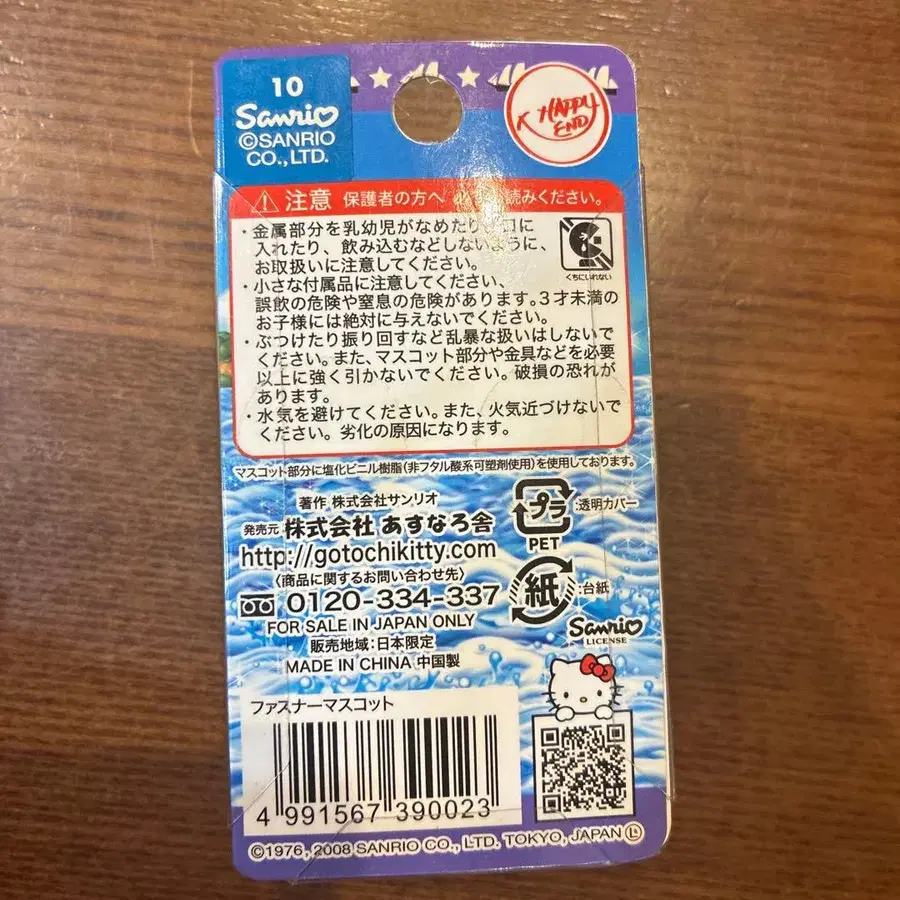 10
Sanrio
©SANRIO
CO.,LTD.
K HAPPY
END
注意 保護者の方へ 必ずお読みください。
・金属部分を乳幼児がなめたり、口に
入れたり、飲み込むなどしないように、
お取扱いに注意してください。
・小さな付属品に注意してください、
誤飲の危険や窒息の危険があります。3才未満の
お子様には絶対に与えないでください。
・ぶつけたり振り回すなど乱暴な扱いはしないで
ください。また、マスコット部分や金具などを必要
以上に強く引かないでください。破損の恐れが
あります。
・水気を避けてください。また、火気近づけないで
ください。劣化の原因になります。
くちにいれない
マスコット部分に塩化ビニル樹脂(非フタル酸系可塑剤使用)を使用しております。
著作 株式会社サンリオ
発売元 株式会社 あすなろ舎
http://gotochikitty.com
〈商品に関するお問い合わせ先〉
0120-334-337
FOR SALE IN JAPAN ONLY
販売地域:日本限定
MADE IN CHINA 中国製
プラ :透明カバー
PET
紙 :台紙
Sanrio
LICENSE
ファスナーマスコット
4 991567 390023
©1976, 2008 SANRIO CO., LTD. TOKYO, JAPAN Ⓛ